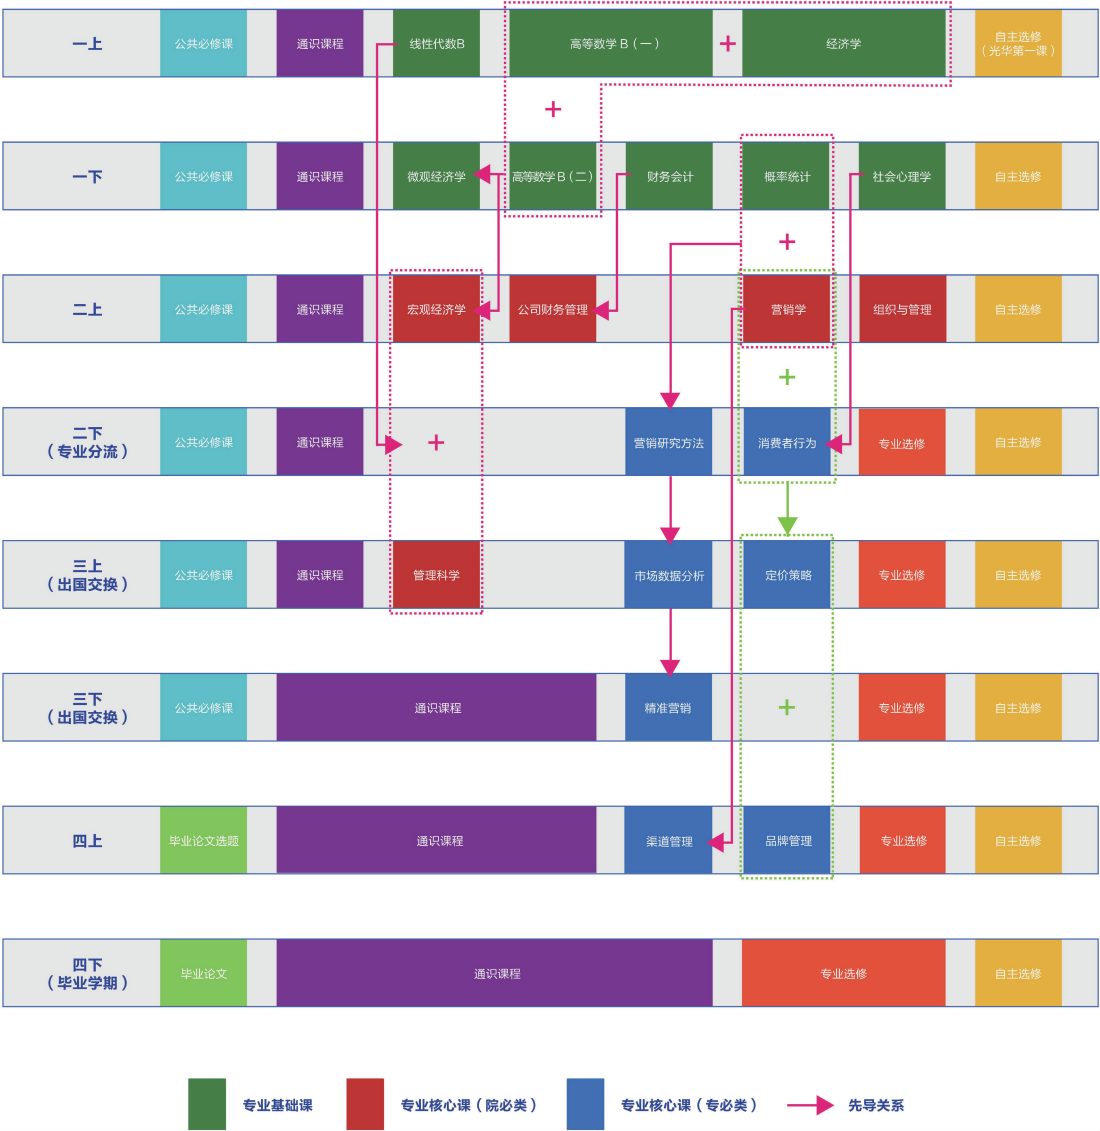 一上
公共必修课
通识课程
线性代数B
高等数学 B（一）
+
经济学
自主选修
（光华第一课）
+
一下
公共必修课
通识课程
微观经济学
高等数学 B（二）
财务会计
概率统计
社会心理学
自主选修
+
二上
公共必修课
通识课程
宏观经济学
公司财务管理
营销学
组织与管理
自主选修
+
二下
（专业分流）
公共必修课
通识课程
+
营销研究方法
消费者行为
专业选修
自主选修
三上
（出国交换）
公共必修课
通识课程
管理科学
市场数据分析
定价策略
专业选修
自主选修
三下
（出国交换）
公共必修课
通识课程
精准营销
+
专业选修
自主选修
四上
毕业论文选题
通识课程
渠道管理
品牌管理
专业选修
自主选修
四下
（毕业学期）
毕业论文
通识课程
专业选修
自主选修
专业基础课
专业核心课（院必类）
专业核心课（专必类）
先导关系